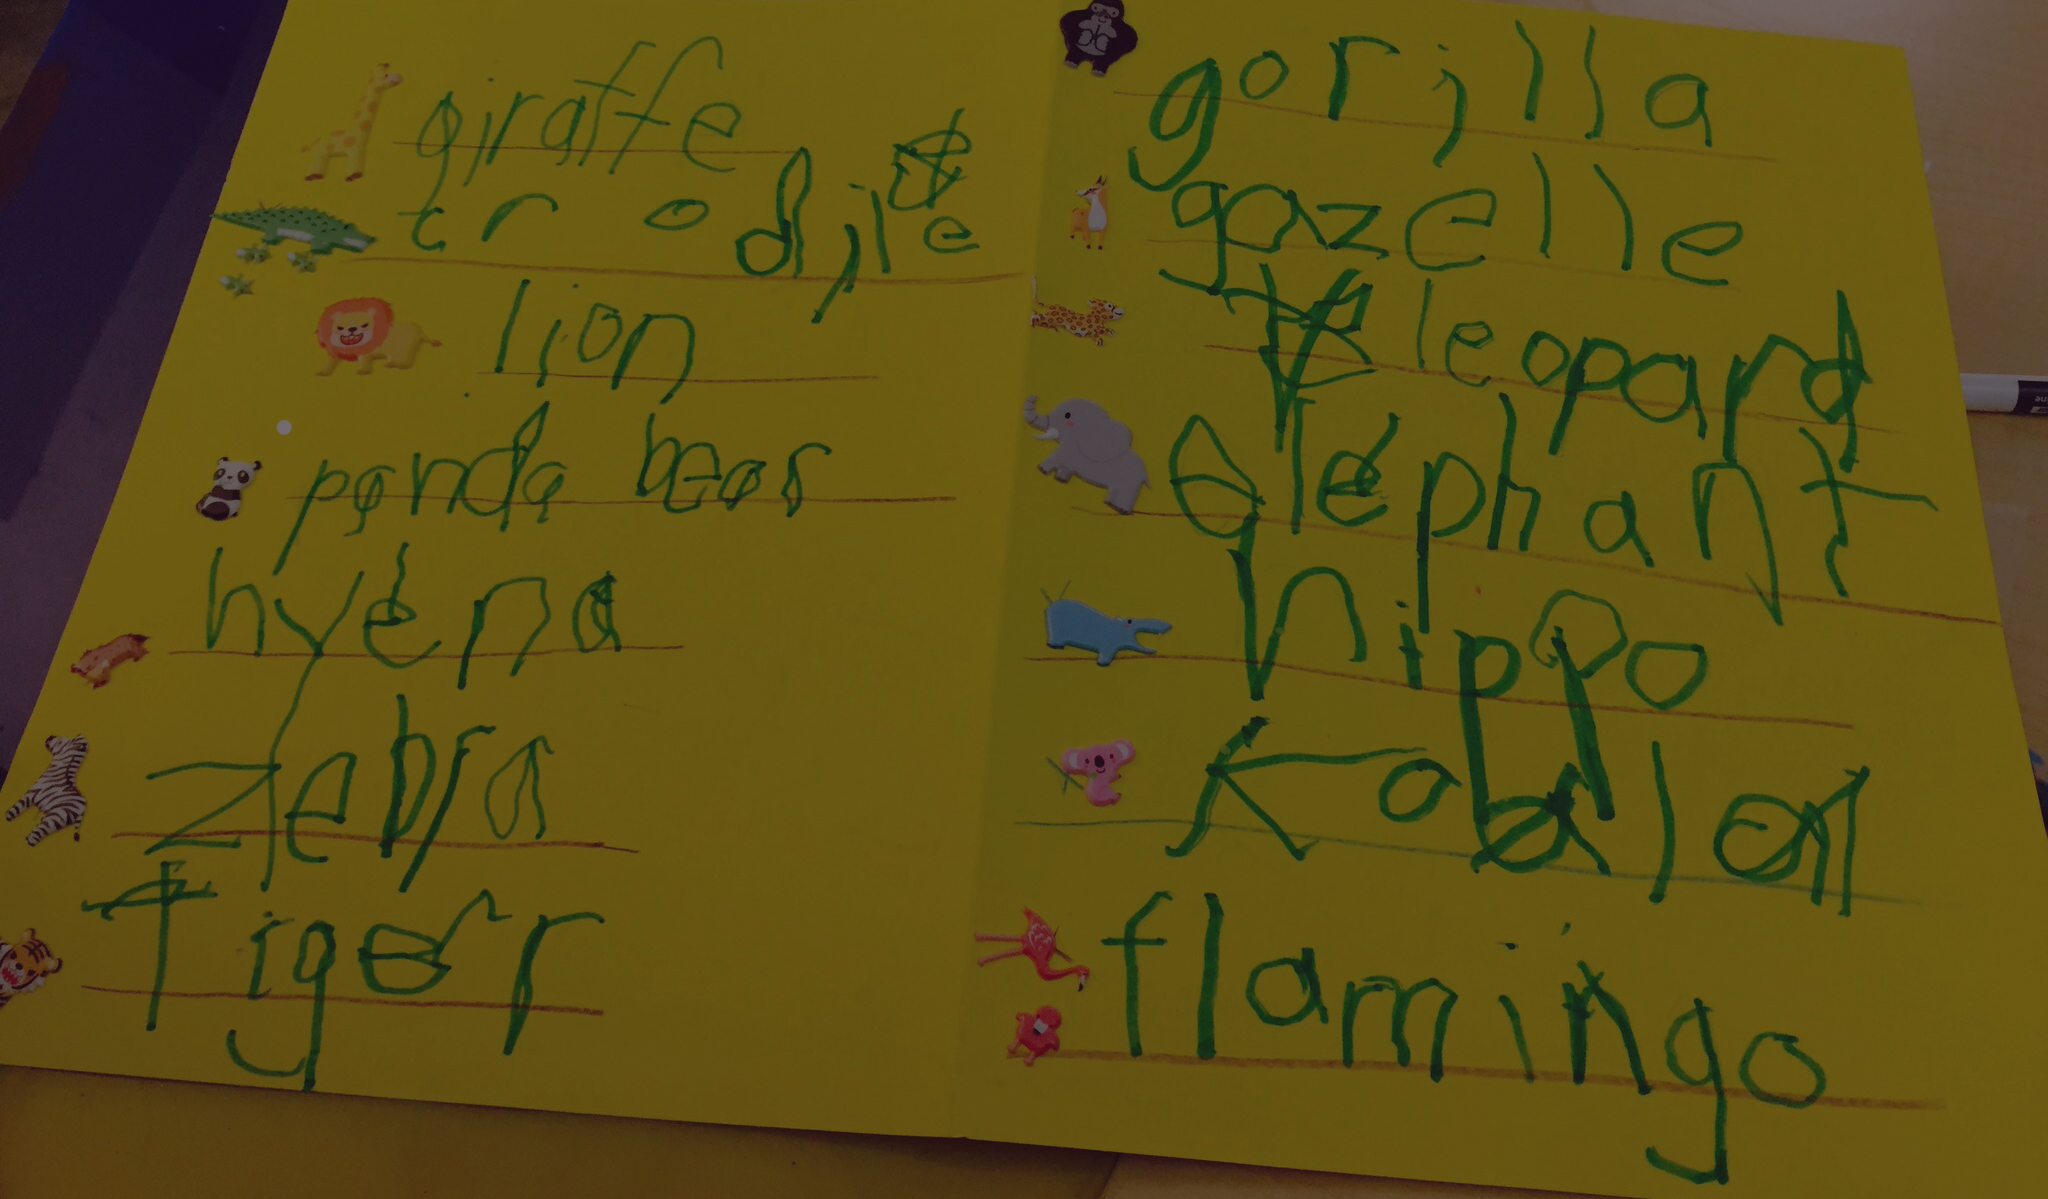 giraffe
crodile
lion
panda bear
hyena
zebra
tiger
gorilla
gazelle
leopard
elephant
hippo
koala
flamingo